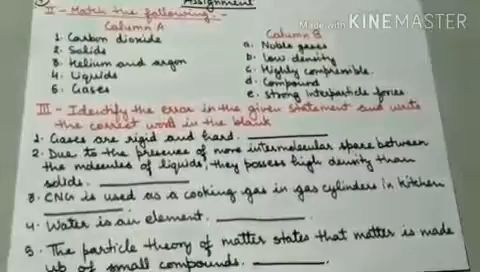 Assignment
Made with KINEMASTER
II - Match the following:-
Column A Column B
1. Carbon dioxide a. Noble gases
2. Solids b. Low density
3. Helium and argon c. Highly compressible.
4. Liquids d. Compound
5. Gases e. Strong interparticle forces.
III - Identify the error in the given statement and write
the correct word in the blank
1. Gases are rigid and hard.
2. Due to the presence of more intermolecular space between
the molecules of liquids, they possess high density than
solids.
3. CNG is used as a cooking gas in gas cylinders in kitchen
4. Water is an element.
5. The particle theory of matter states that matter is made
up of small compounds.